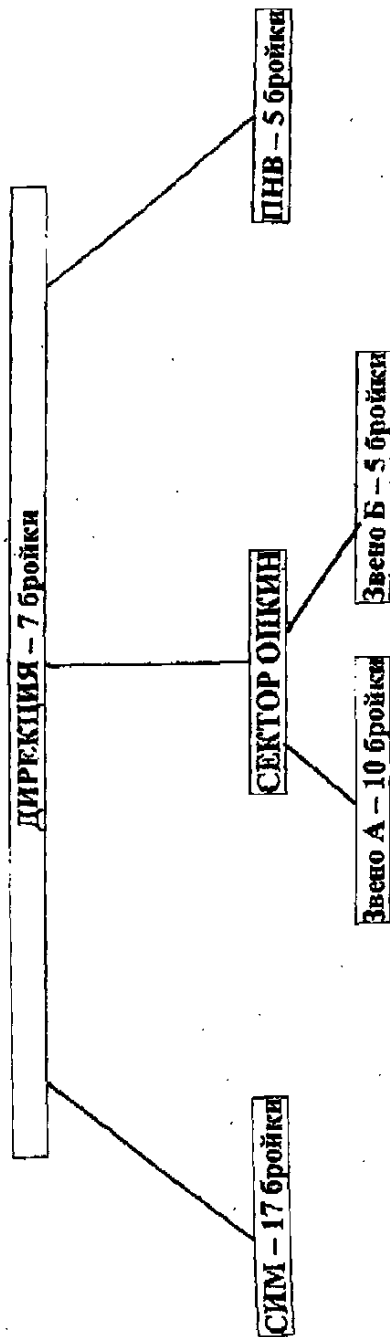 ДИРЕКЦИЯ – 7 бройки
СИМ – 17 бройки
СЕКТОР ОПКИН
ПНВ – 5 бройки
Звено А – 10 бройки
Звено Б – 5 бройки